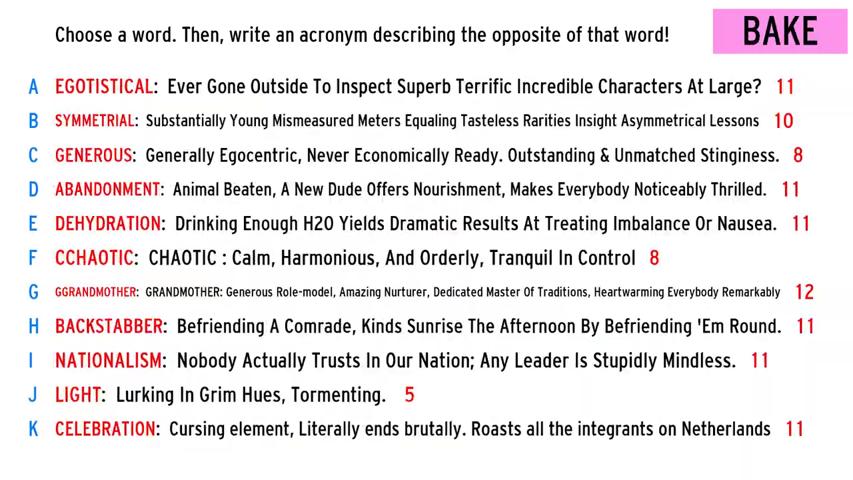 Choose a word. Then, write an acronym describing the opposite of that word!
BAKE
A EGOTISTICAL: Ever Gone Outside To Inspect Superb Terrific Incredible Characters At Large? 11
B SYMMETRIAL: Substantially Young Mismeasured Meters Equaling Tasteless Rarities Insight Asymmetrical Lessons 10
C GENEROUS: Generally Egocentric, Never Economically Ready. Outstanding & Unmatched Stinginess. 8
D ABANDONMENT: Animal Beaten, A New Dude Offers Nourishment, Makes Everybody Noticeably Thrilled. 11
E DEHYDRATION: Drinking Enough H2O Yields Dramatic Results At Treating Imbalance Or Nausea. 11
F CCHAOTIC: CHAOTIC : Calm, Harmonious, And Orderly, Tranquil In Control 8
G GGRANDMOTHER: GRANDMOTHER: Generous Role-model, Amazing Nurturer, Dedicated Master Of Traditions, Heartwarming Everybody Remarkably 12
H BACKSTABBER: Befriending A Comrade, Kinds Sunrise The Afternoon By Befriending 'Em Round. 11
I NATIONALISM: Nobody Actually Trusts In Our Nation; Any Leader Is Stupidly Mindless. 11
J LIGHT: Lurking In Grim Hues, Tormenting. 5
K CELEBRATION: Cursing element, Literally ends brutally. Roasts all the integrants on Netherlands 11